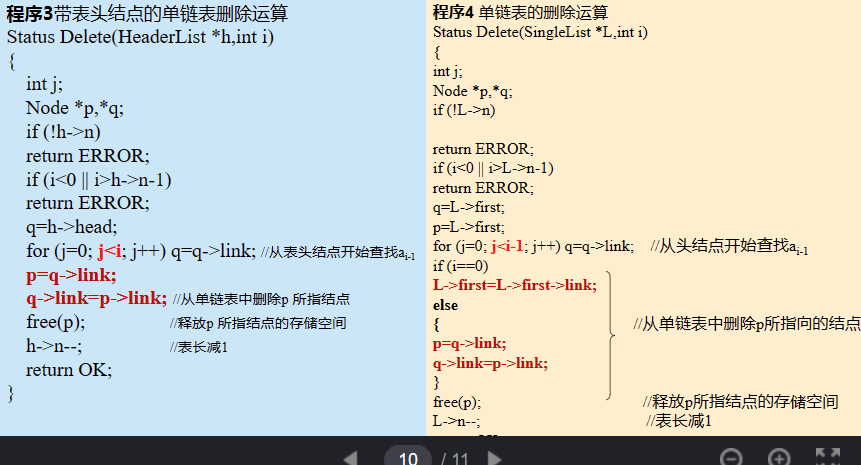 程序3带表头结点的单链表删除运算
Status Delete(HeaderList *h,int i)
{
int j;
Node *p,*q;
if (!h->n)
return ERROR;
if (i<0 || i>h->n-1)
return ERROR;
q=h->head;
for (j=0; j<i; j++) q=q->link; //从表头结点开始查找ai-1
p=q->link;
q->link=p->link; //从单链表中删除p 所指结点
free(p); //释放p 所指结点的存储空间
h->n--; //表长减1
return OK;
}
程序4 单链表的删除运算
Status Delete(SingleList *L,int i)
{
int j;
Node *p,*q;
if (!L->n)
return ERROR;
if (i<0 || i>L->n-1)
return ERROR;
q=L->first;
p=L->first;
for (j=0; j<i-1; j++) q=q->link; //从头结点开始查找ai-1
if (i==0)
L->first=L->first->link;
else
{ //从单链表中删除p所指向的结点
p=q->link;
q->link=p->link;
}
free(p); //释放p所指结点的存储空间
L->n--; //表长减1
10 / 11